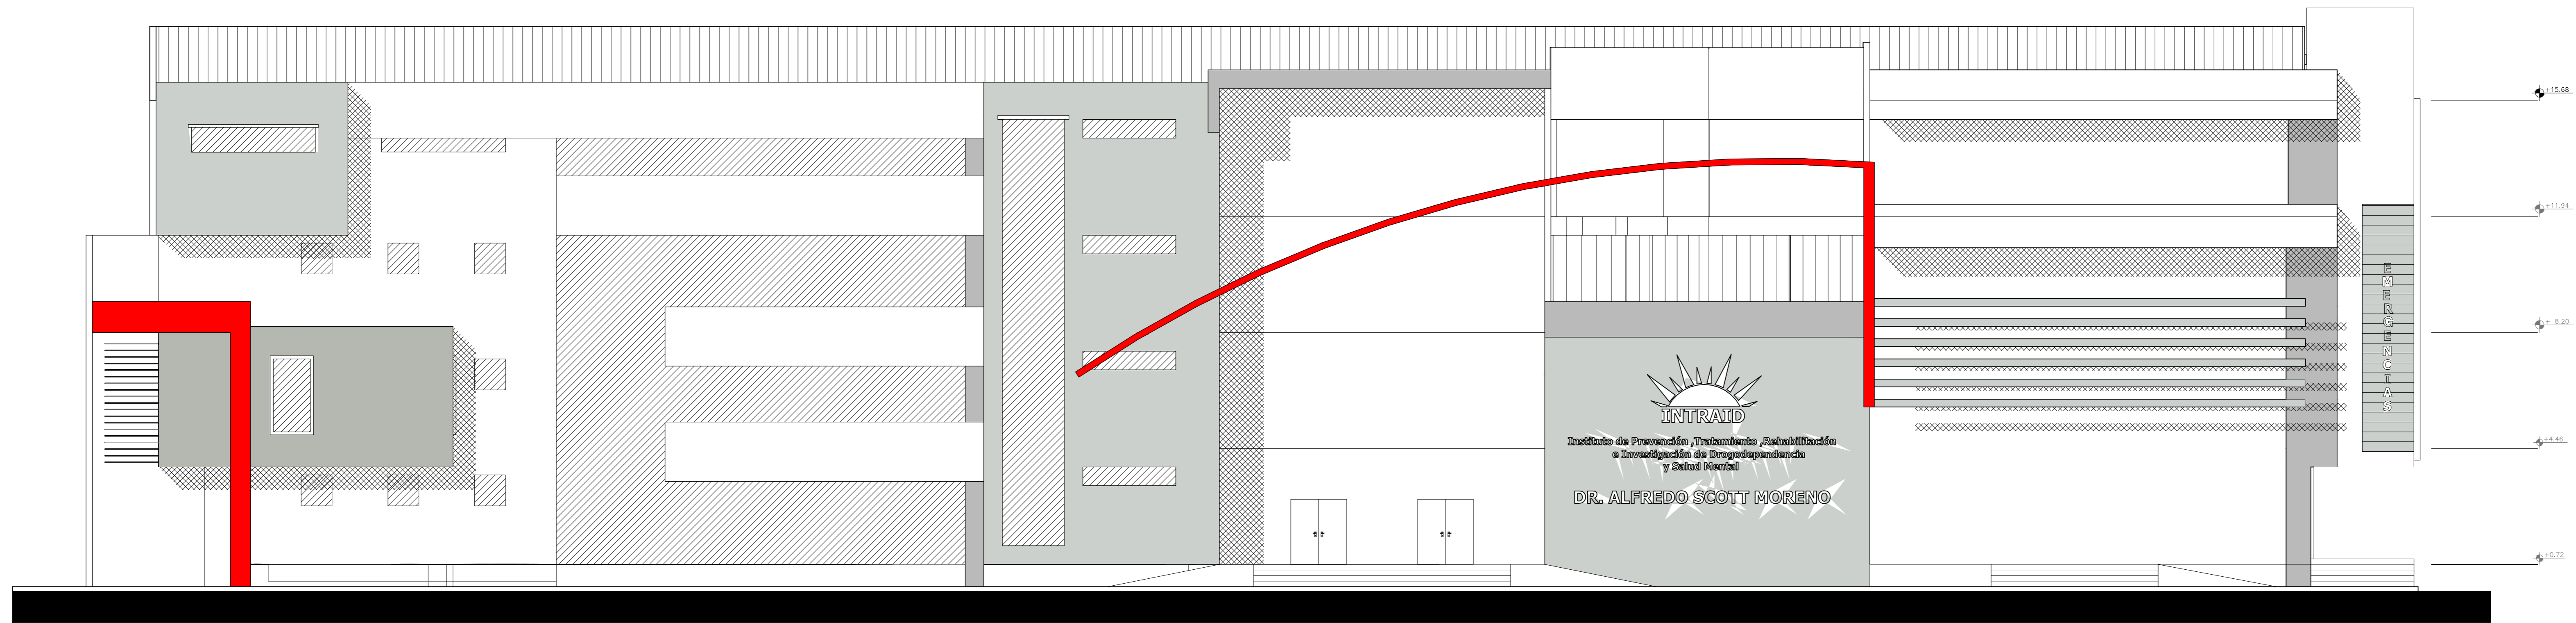 +15.68
+11.94
EMERGENCIAS
+ 8.20
INTRAID
Instituto de Prevención ,Tratamiento ,Rehabilitación
e Investigación de Drogodependencia
y Salud Mental
+4.46
DR. ALFREDO SCOTT MORENO
+0.72